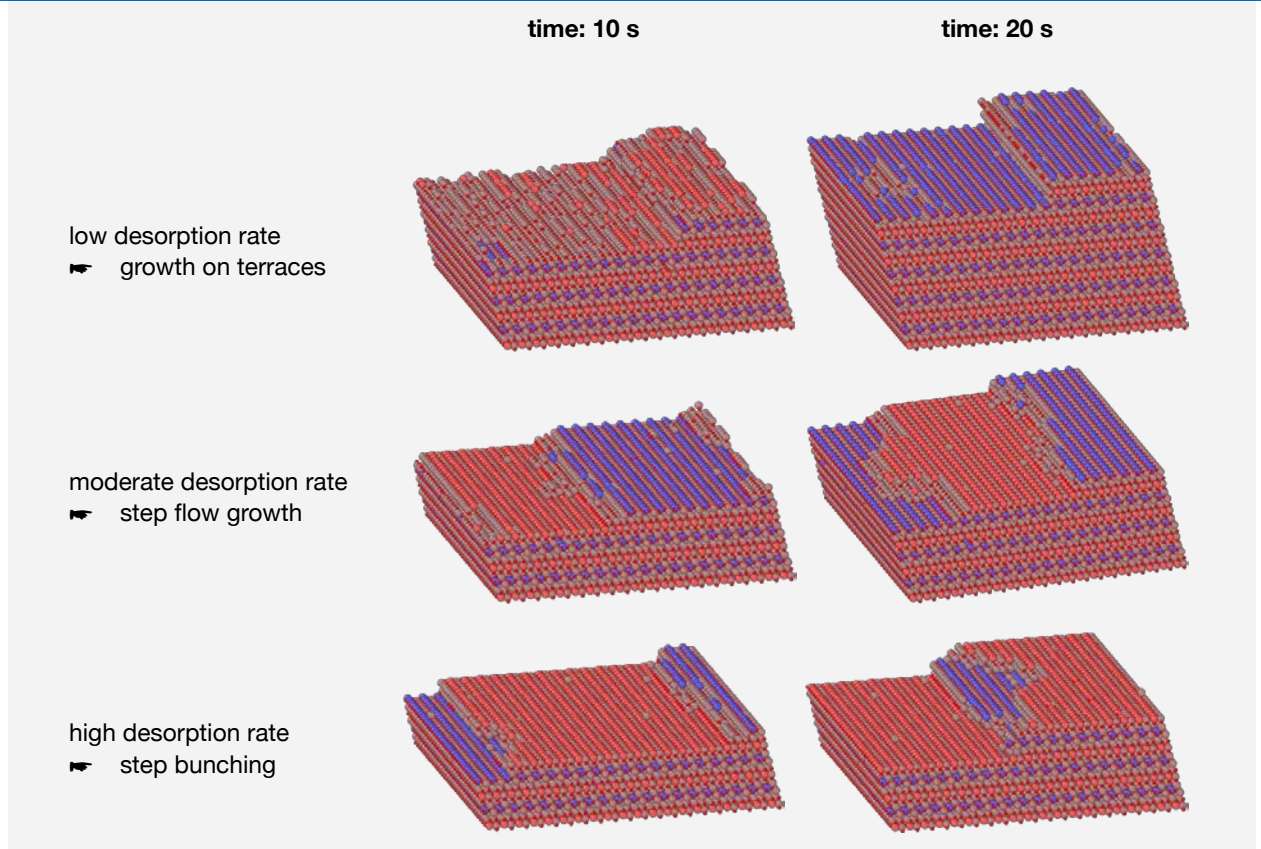 time: 10 s
time: 20 s
low desorption rate
☛ growth on terraces
moderate desorption rate
☛ step flow growth
high desorption rate
☛ step bunching